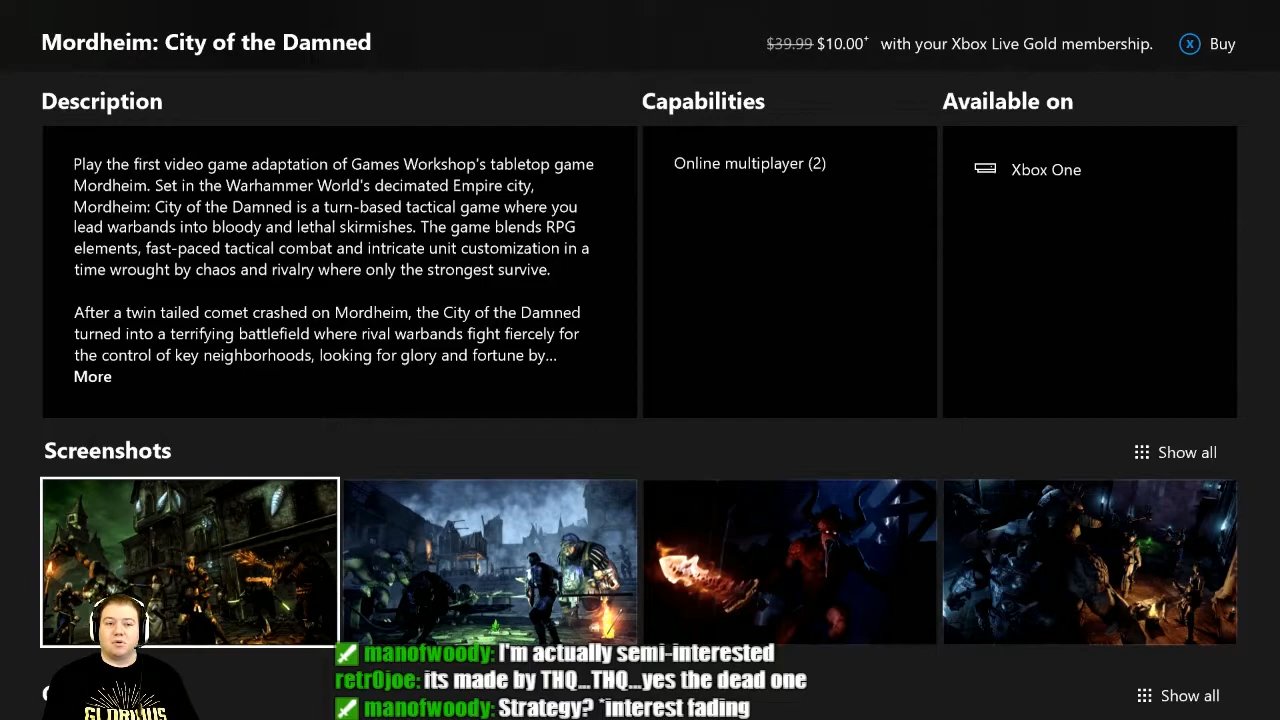 Mordheim: City of the Damned
$39.99 $10.00+ with your Xbox Live Gold membership.
X Buy
Description
Capabilities
Available on
Play the first video game adaptation of Games Workshop's tabletop game
Mordheim. Set in the Warhammer World's decimated Empire city,
Mordheim: City of the Damned is a turn-based tactical game where you
lead warbands into bloody and lethal skirmishes. The game blends RPG
elements, fast-paced tactical combat and intricate unit customization in a
time wrought by chaos and rivalry where only the strongest survive.
After a twin tailed comet crashed on Mordheim, the City of the Damned
turned into a terrifying battlefield where rival warbands fight fiercely for
the control of key neighborhoods, looking for glory and fortune by...
More
Online multiplayer (2)
Xbox One
Screenshots
Show all
manofwoody: I'm actually semi-interested
retr0joe: its made by THQ...THQ...yes the dead one
manofwoody: Strategy? *interest fading
Show all
GLORIOUS